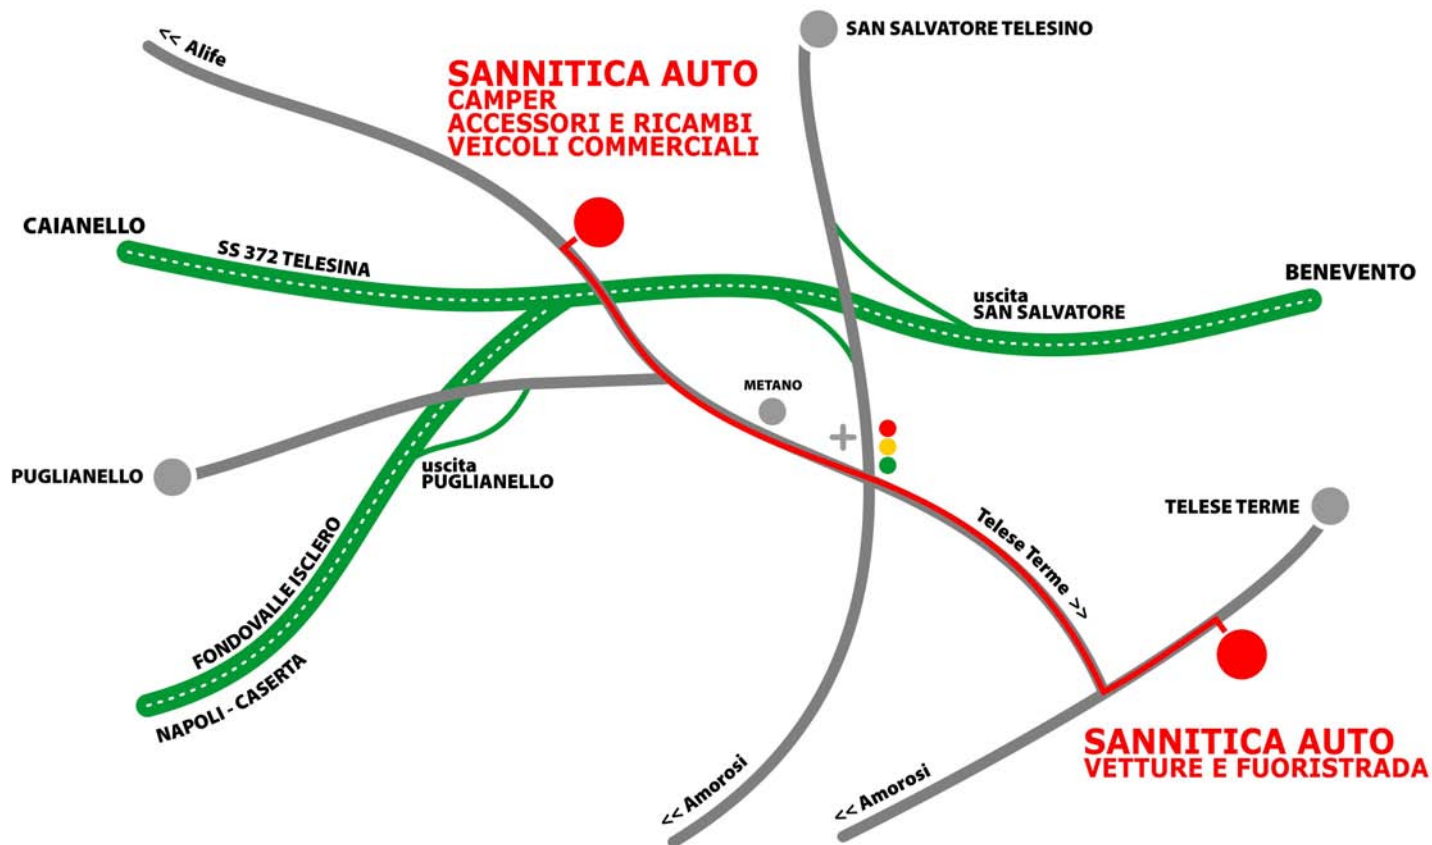 << Alife
SAN SALVATORE TELESINO
SANNITICA AUTO
CAMPER
ACCESSORI E RICAMBI
VEICOLI COMMERCIALI
CAIANELLO
SS 372 TELESINA
BENEVENTO
uscita
SAN SALVATORE
METANO
PUGLIANELLO
uscita
PUGLIANELLO
TELESE TERME
Telese Terme >>
FONDOVALLE ISCLERO
NAPOLI - CASERTA
SANNITICA AUTO
VETTURE E FUORISTRADA
<< Amorosi
<< Amorosi